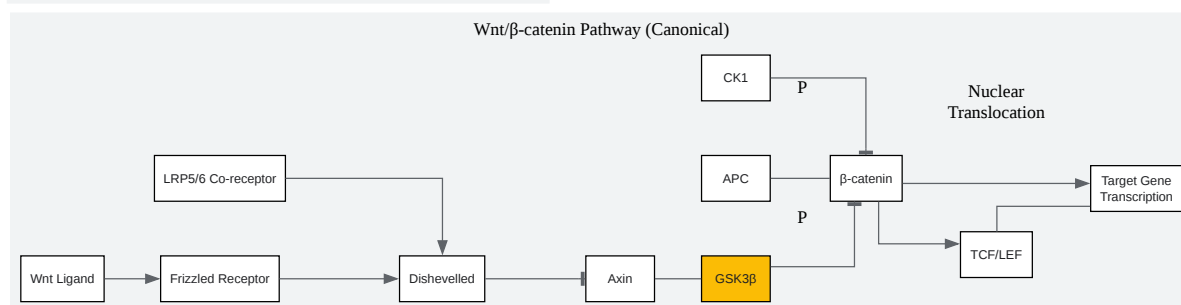 Wnt/β-catenin Pathway (Canonical)
CK1
P
Nuclear
Translocation
LRP5/6 Co-receptor
APC
β-catenin
Target Gene
Transcription
P
Wnt Ligand
Frizzled Receptor
Dishevelled
Axin
GSK3β
TCF/LEF